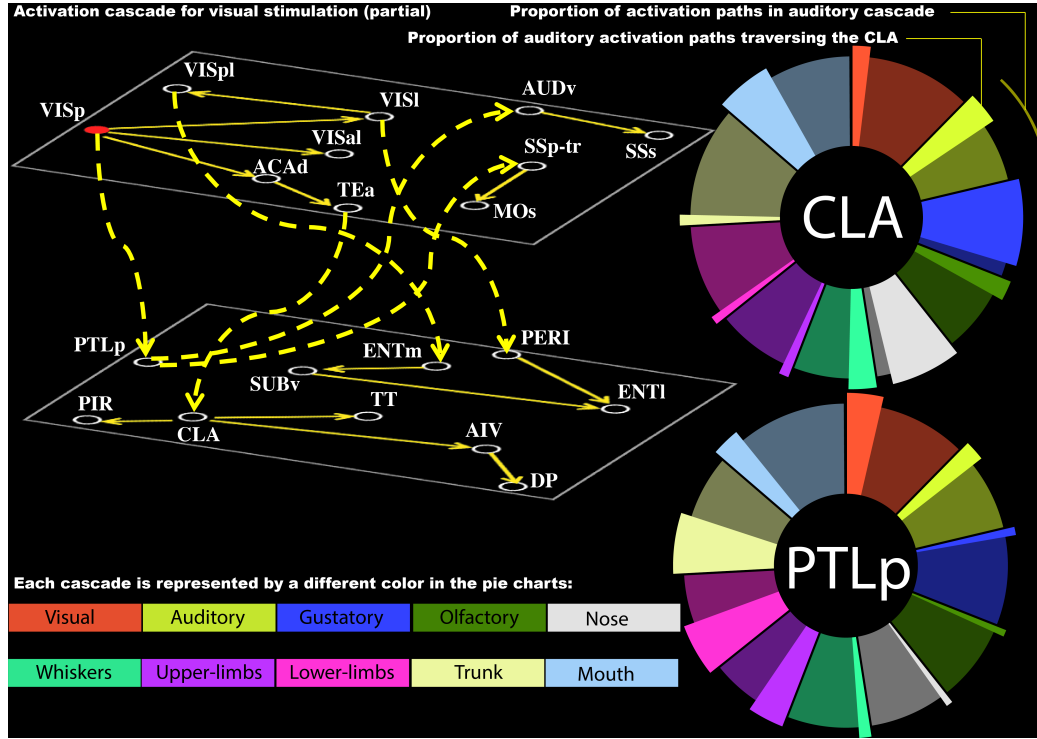 Activation cascade for visual stimulation (partial)
Proportion of activation paths in auditory cascade
Proportion of auditory activation paths traversing the CLA
VISpl
VISp
VISl
AUDv
VISal
ACAd
TEa
SSp-tr
SSs
MOs
CLA
PTLp
ENTm
PERI
SUBv
ENTl
PIR
CLA
TT
AIV
DP
PTLp
Each cascade is represented by a different color in the pie charts:
Visual
Auditory
Gustatory
Olfactory
Nose
Whiskers
Upper-limbs
Lower-limbs
Trunk
Mouth